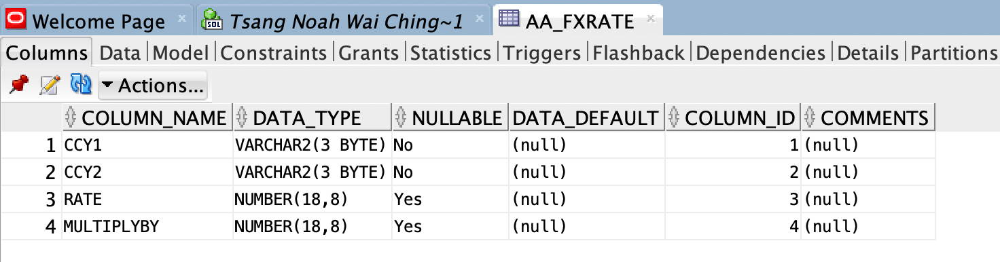 Welcome Page Tsang Noah Wai Ching~1 AA_FXRATE
Columns Data Model Constraints Grants Statistics Triggers Flashback Dependencies Details Partitions
Actions...
COLUMN_NAME DATA_TYPE NULLABLE DATA_DEFAULT COLUMN_ID COMMENTS
1 CCY1 VARCHAR2(3 BYTE) No (null) 1 (null)
2 CCY2 VARCHAR2(3 BYTE) No (null) 2 (null)
3 RATE NUMBER(18,8) Yes (null) 3 (null)
4 MULTIPLYBY NUMBER(18,8) Yes (null) 4 (null)